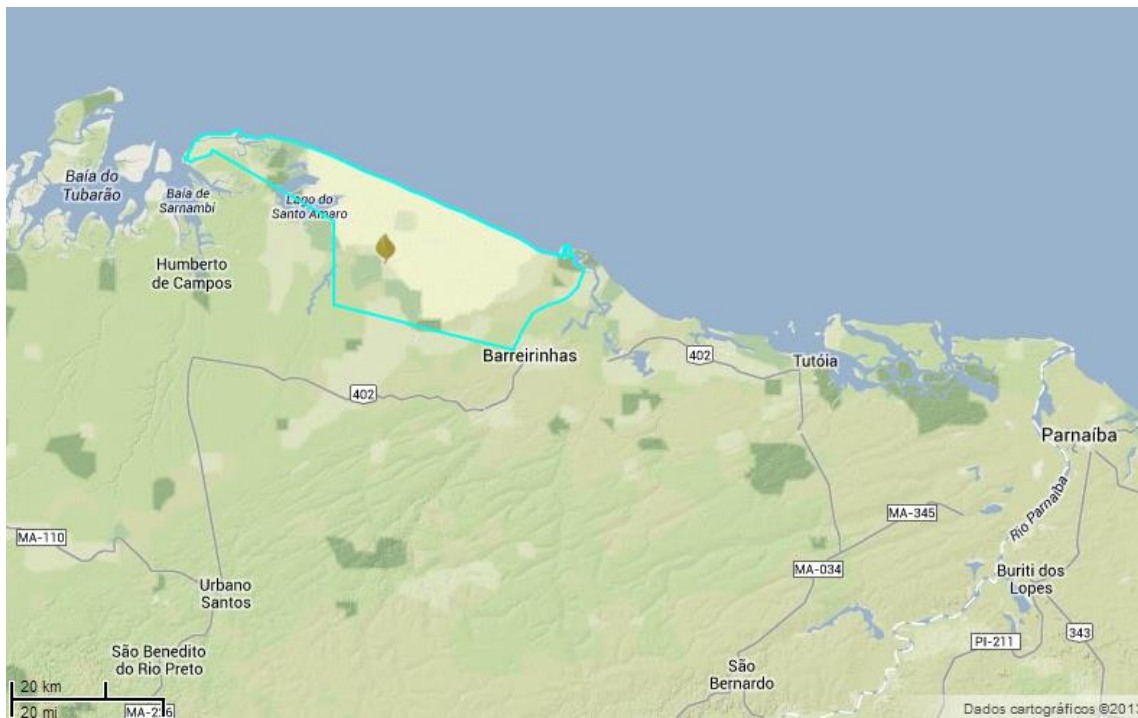 Baía do
Tubarão
Baía de
Sarnambi
Lago do
Santo Amaro
Humberto
de Campos
Barreirinhas
402
Tutóia
402
Parnaíba
MA-345
Rio Parnaíba
MA-110
MA-034
Buriti dos
Lopes
Urbano
Santos
PI-211
343
São Benedito
do Rio Preto
São
Bernardo
20 km
20 mi
Dados cartográficos ©2013